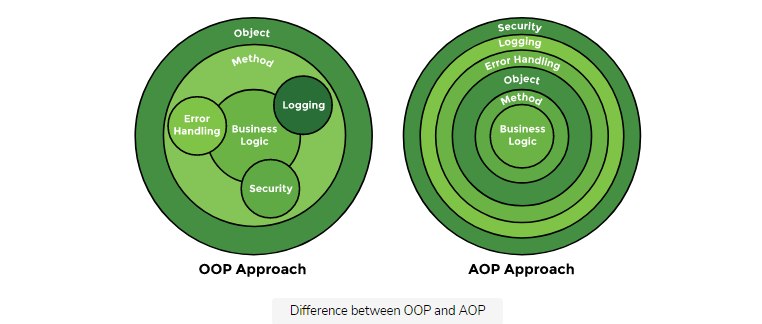 Object
Method
Logging
Error
Handling
Business
Logic
Security
OOP Approach
Security
Logging
Error Handling
Object
Method
Business
Logic
AOP Approach
Difference between OOP and AOP